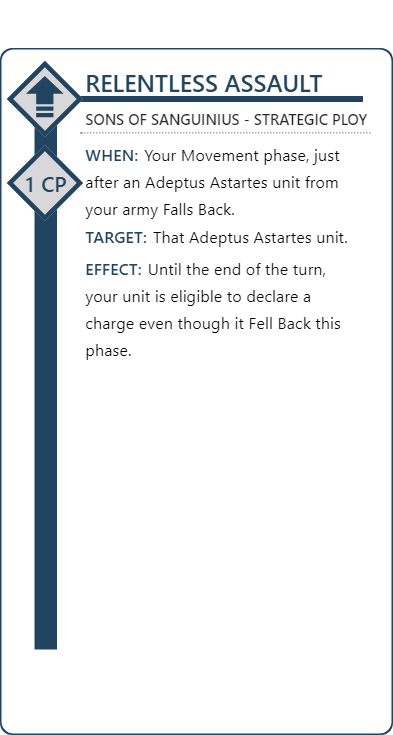 RELENTLESS ASSAULT
SONS OF SANGUINIUS - STRATEGIC PLOY
1 CP
WHEN: Your Movement phase, just
after an Adeptus Astartes unit from
your army Falls Back.
TARGET: That Adeptus Astartes unit.
EFFECT: Until the end of the turn,
your unit is eligible to declare a
charge even though it Fell Back this
phase.